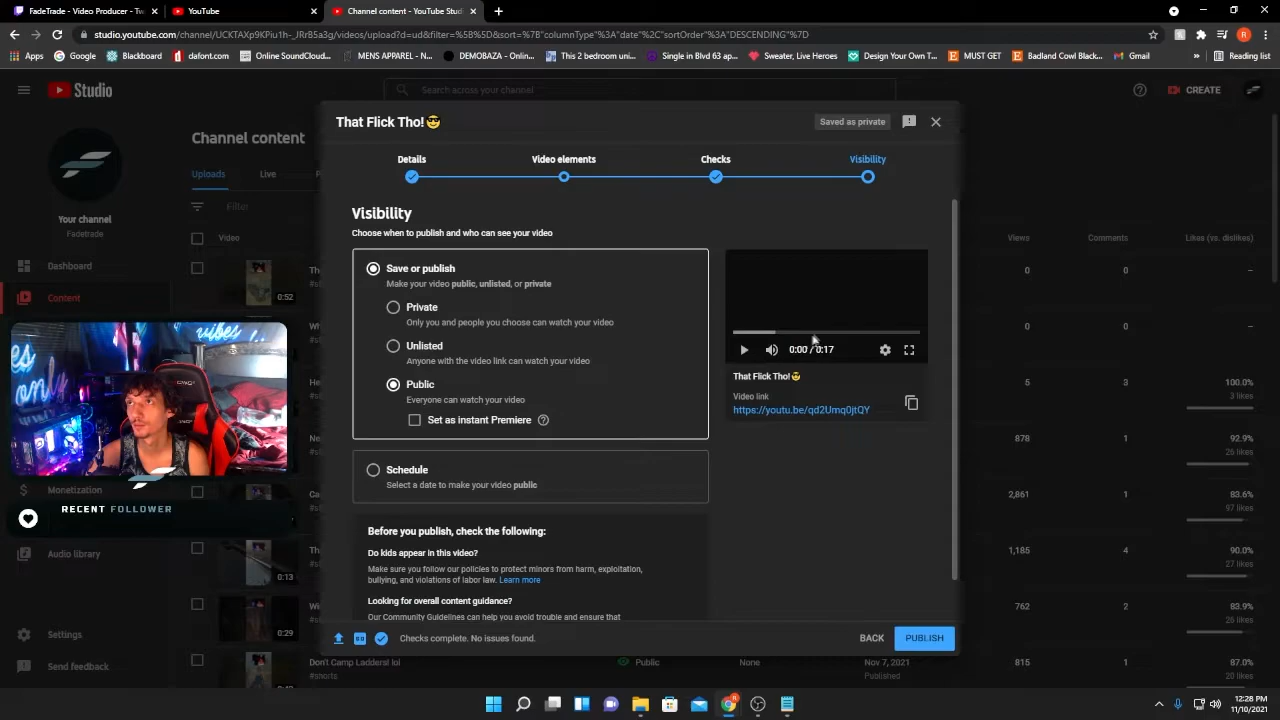 FadeTrade - Video Producer - Tw
YouTube
Channel content - YouTube Studi
studio.youtube.com/channel/UCKTAXp9KPiu1h-_JRrB5a3g/videos/upload?d=ud&filter=%5B%5D&sort=%7B"columnType"%3A"date"%2C"sortOrder"%3A"DESCENDING"%7D
Apps
Google
Blackboard
dafont.com
Online SoundCloud...
MENS APPAREL - N...
DEMOBAZA - Onlin...
This 2 bedroom uni...
Single in Blvd 63 ap...
Sweater, Live Heroes
Design Your Own T...
MUST GET
Badland Cowl Black...
Gmail
Reading list
Studio
Search across your channel
CREATE
Channel content
Uploads
Live
Filter
Video
Views
Comments
Likes (vs. dislikes)
Your channel
Fadetrade
Dashboard
Content
Monetization
Audio library
Settings
Send feedback
That Flick Tho!😎
Saved as private
Details
Video elements
Checks
Visibility
Visibility
Choose when to publish and who can see your video
Save or publish
Make your video public, unlisted, or private
Private
Only you and people you choose can watch your video
Unlisted
Anyone with the video link can watch your video
Public
Everyone can watch your video
Set as instant Premiere
Schedule
Select a date to make your video public
Before you publish, check the following:
Do kids appear in this video?
Make sure you follow our policies to protect minors from harm, exploitation,
bullying, and violations of labor law. Learn more
Looking for overall content guidance?
Our Community Guidelines can help you avoid trouble and ensure that
0:00 / 0:17
That Flick Tho!😎
Video link
https://youtu.be/qd2Umq0jtQY
Checks complete. No issues found.
BACK
PUBLISH
0:52
0:13
0:29
0 0 –
0 0 –
5 3 100.0%
3 likes
878 1 92.9%
26 likes
2,861 1 83.6%
97 likes
1,185 4 90.0%
27 likes
762 2 83.9%
26 likes
Don't Camp Ladders! lol
#shorts
Public
None
Nov 7, 2021
Published
815 1 87.0%
20 likes
vibes
only
RECENT FOLLOWER
12:28 PM
11/10/2021